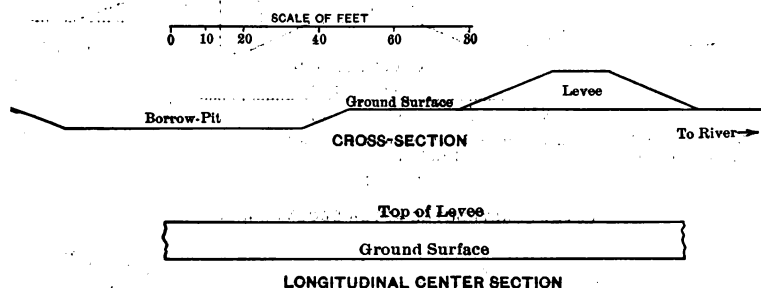 SCALE OF FEET
0 10 20 40 60 80
Ground Surface
Levee
Borrow-Pit
To River
CROSS-SECTION
Top of Levee
Ground Surface
LONGITUDINAL CENTER SECTION